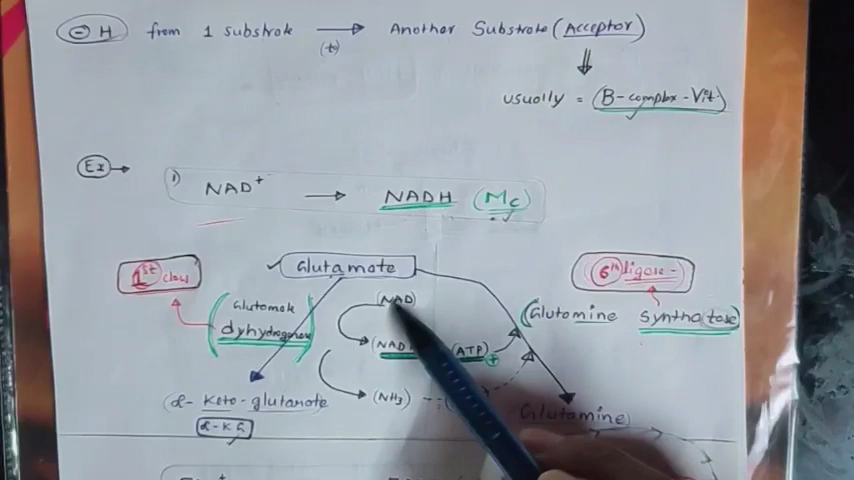 ⊖ H from 1 Substrate → Another Substrate (Acceptor)
(to)
usually = (B-complex-Vit.)
Ex →
1) NAD+ → NADH (Mc)
1st class
Glutamate
6th ligase
Glutamate
dyhydrogenase
(NAD)
Glutamine synthatase
(ATP) +
α-Keto-glutarate
(NH3)
Glutamine
α-KG